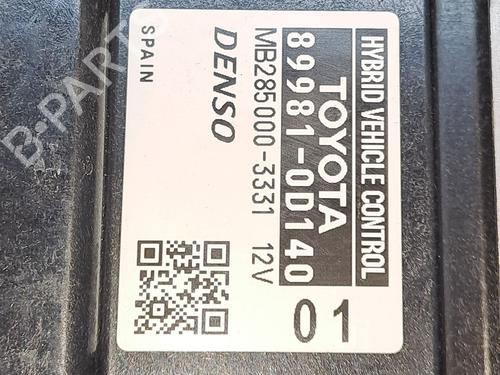 HYBRID VEHICLE CONTROL
TOYOTA
89981-0D140
01
MB285000-3331 12V
DENSO
SPAIN
B-PARTS